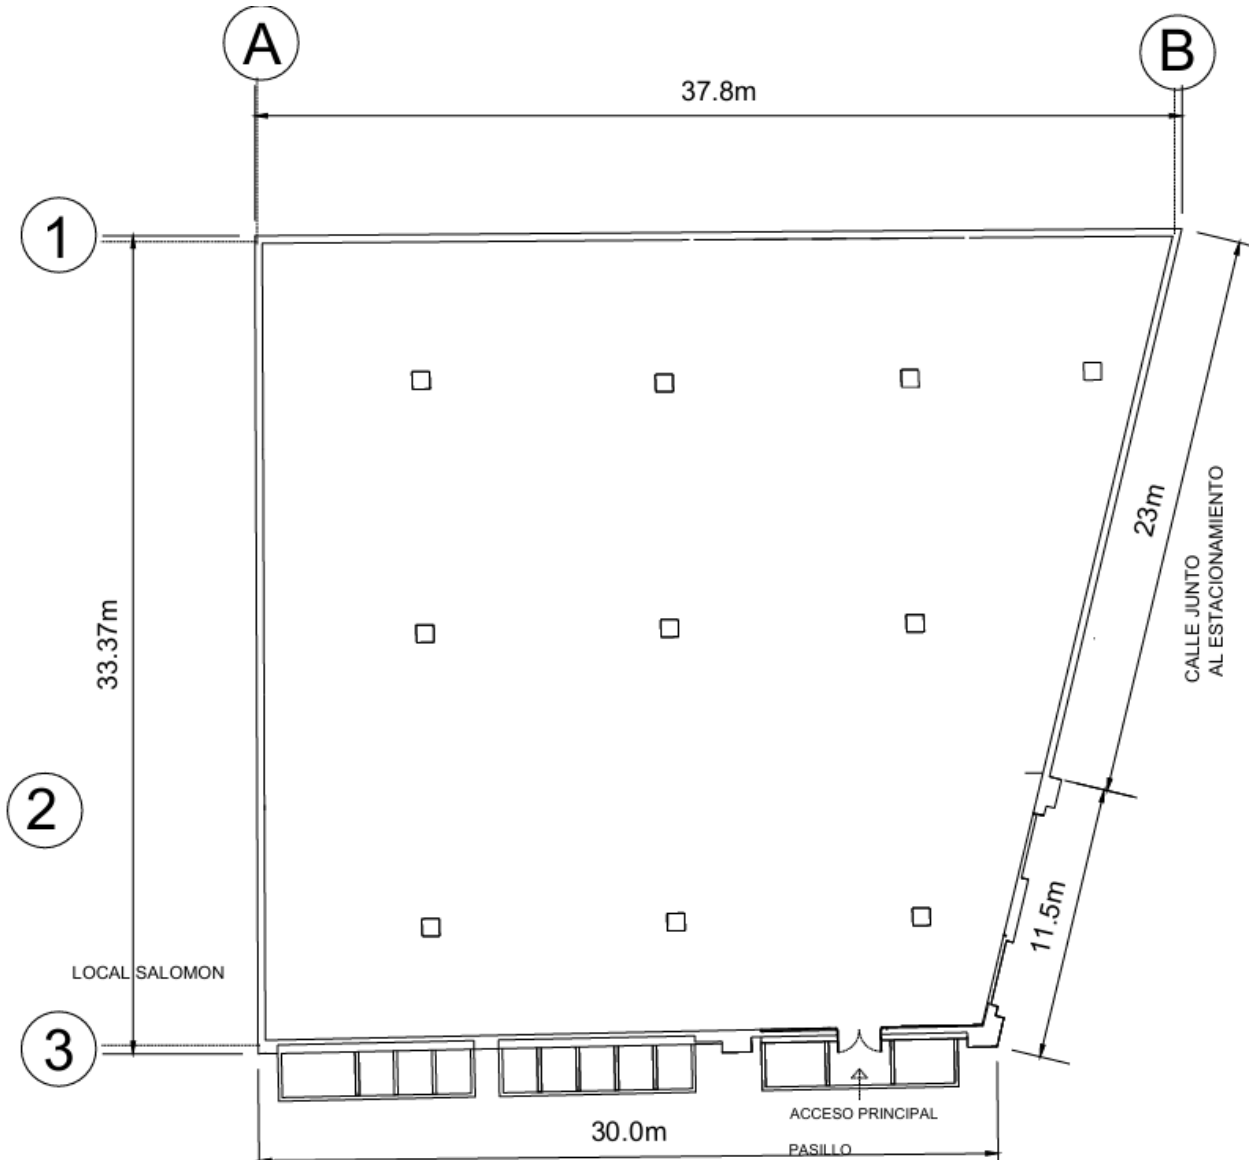 A
B
37.8m
1
23m
CALLE JUNTO
AL ESTACIONAMIENTO
33.37m
2
11.5m
LOCAL SALOMON
3
ACCESO PRINCIPAL
30.0m
PASILLO